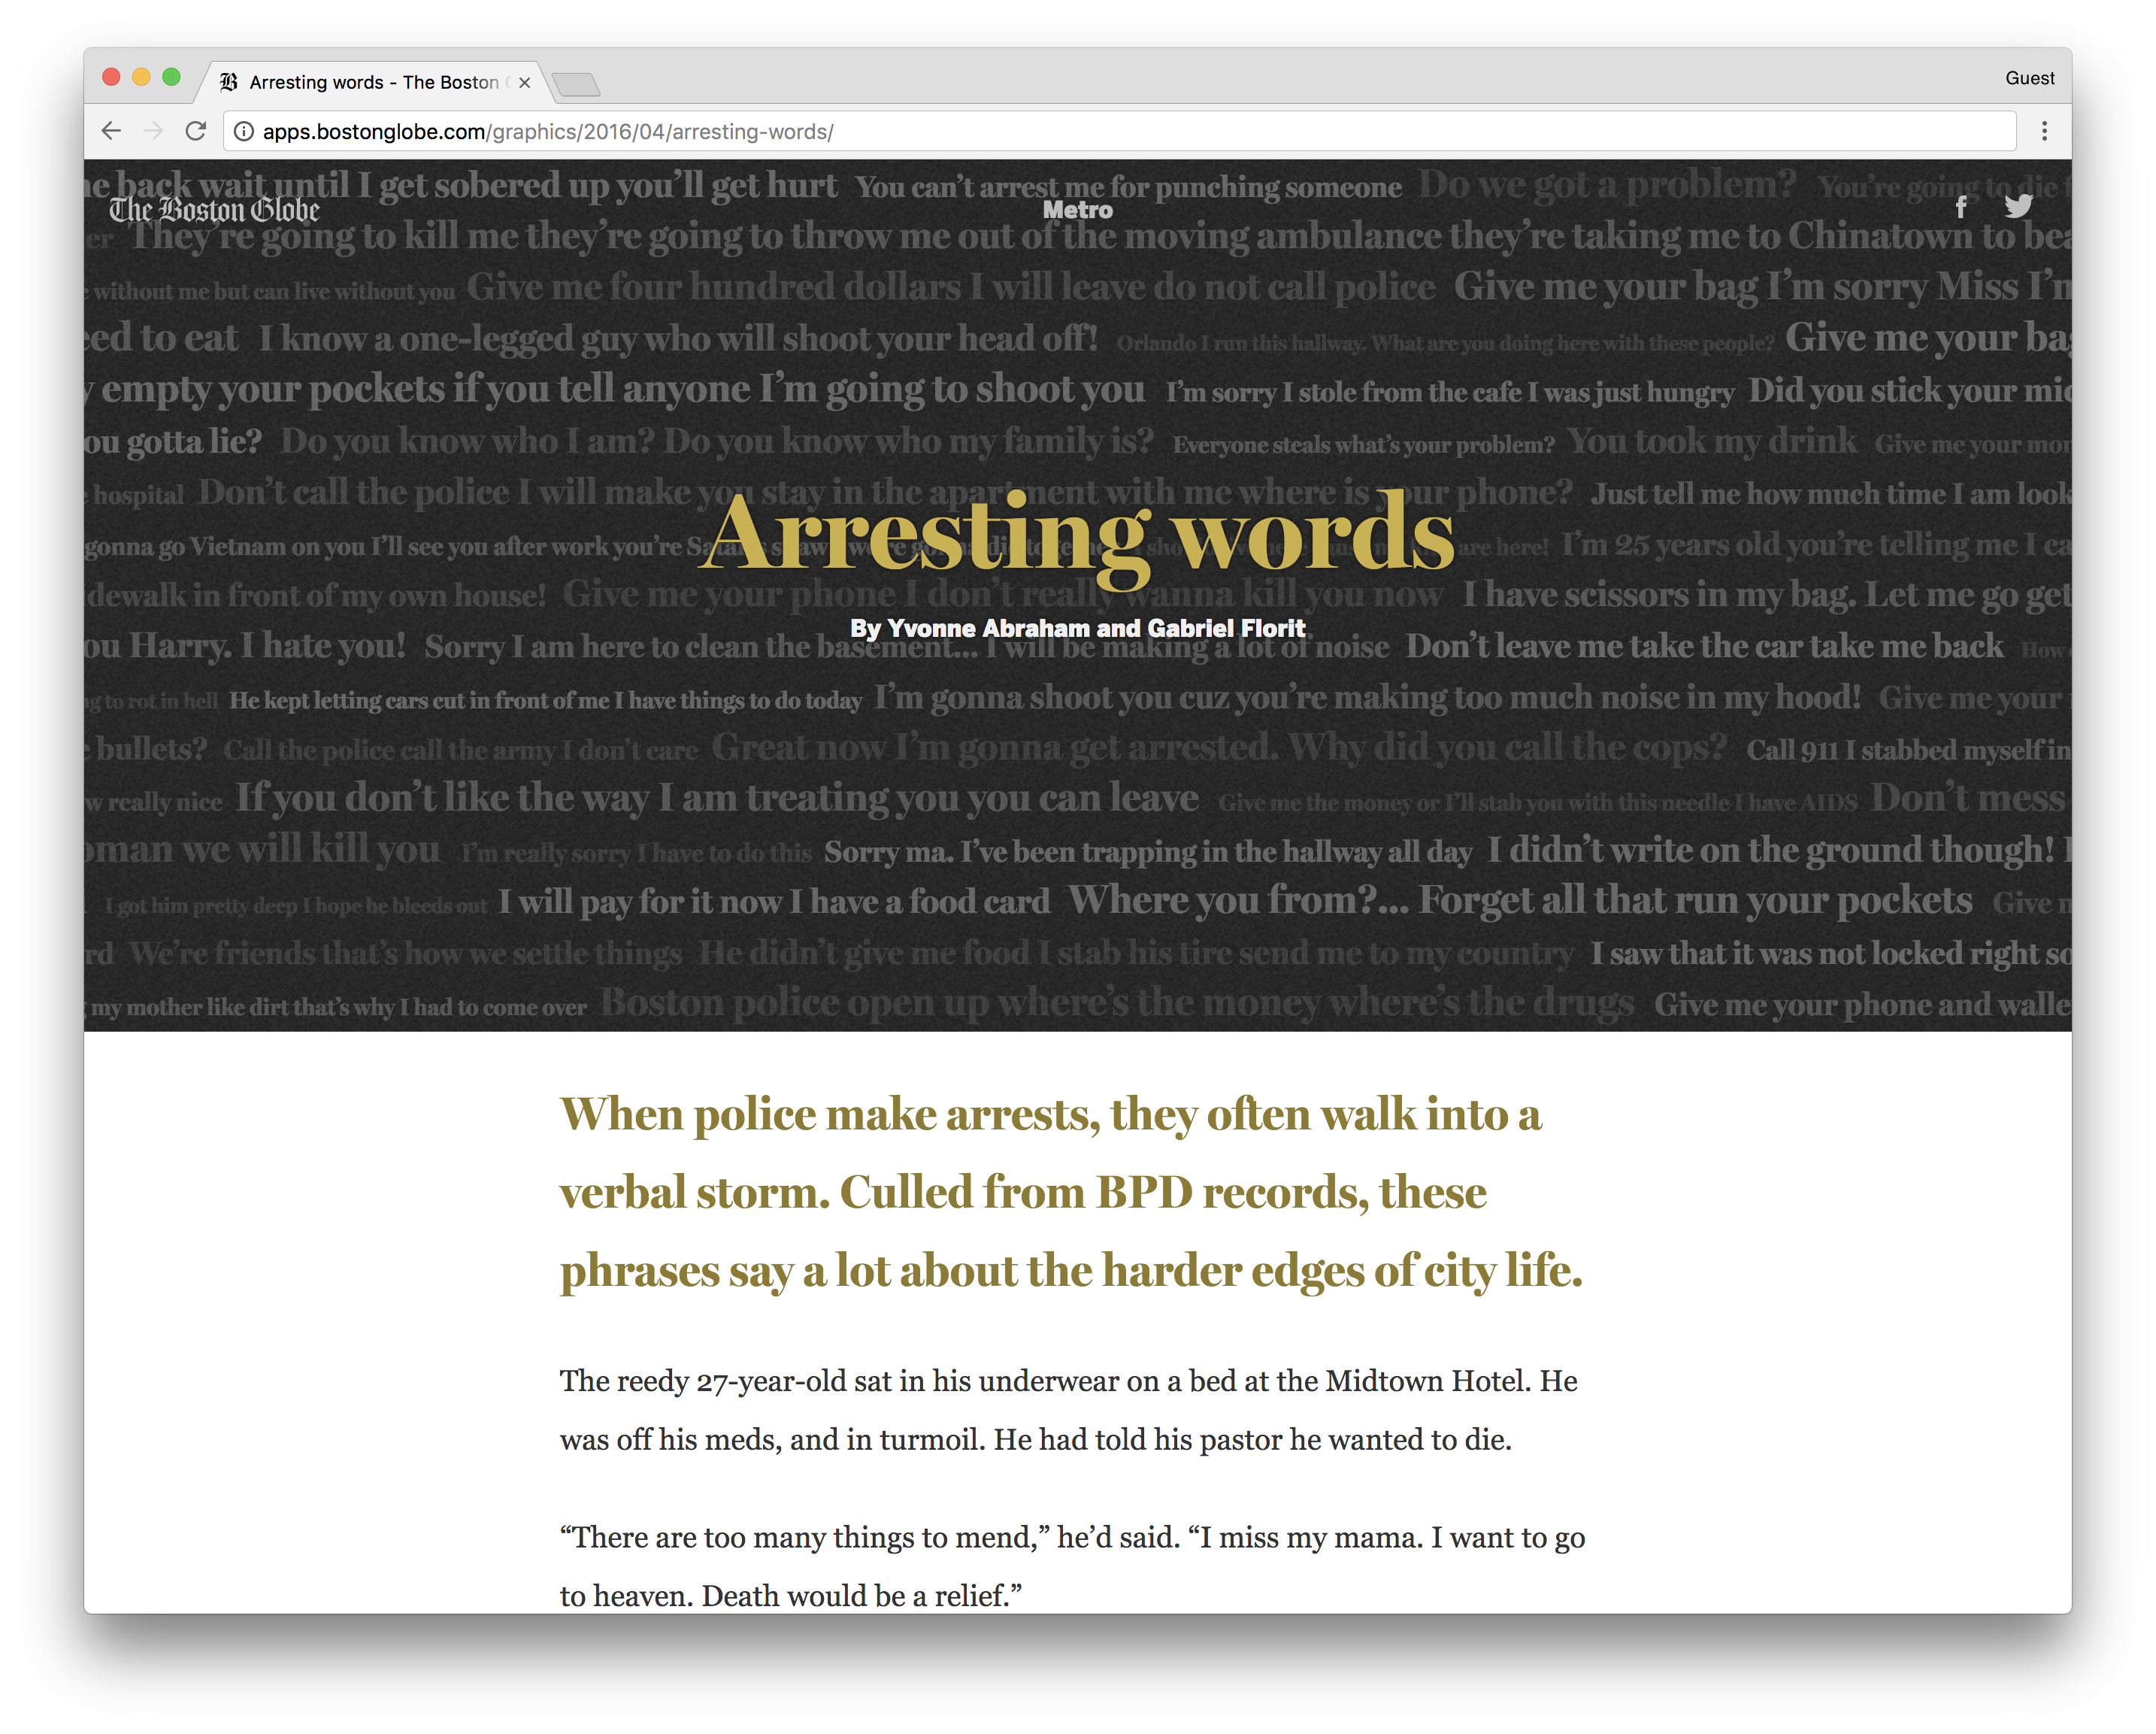 Arresting words - The Boston
Guest
apps.bostonglobe.com/graphics/2016/04/arresting-words/
he back wait until I get sobered up you'll get hurt You can't arrest me for punching someone Do we got a problem? You're going to die
The Boston Globe
Metro
er They're going to kill me they're going to throw me out of the moving ambulance they're taking me to Chinatown to bea
e without me but can live without you Give me four hundred dollars I will leave do not call police Give me your bag I'm sorry Miss I'm
eed to eat I know a one-legged guy who will shoot your head off! Orlando I run this hallway. What are you doing here with these people? Give me your bag
y empty your pockets if you tell anyone I'm going to shoot you I'm sorry I stole from the cafe I was just hungry Did you stick your mid
ou gotta lie? Do you know who I am? Do you know who my family is? Everyone steals what's your problem? You took my drink Give me your mon
e hospital Don't call the police I will make you stay in the apartment with me where is your phone? Just tell me how much time I am look
Arresting words
gonna go Vietnam on you I'll see you after work you're Satan's are here! I'm 25 years old you're telling me I ca
dewalk in front of my own house! Give me your phone I don't really wanna kill you now I have scissors in my bag. Let me go get
By Yvonne Abraham and Gabriel Florit
ou Harry. I hate you! Sorry I am here to clean the basement... I will be making a lot of noise Don't leave me take the car take me back How
ng to rot in hell He kept letting cars cut in front of me I have things to do today I'm gonna shoot you cuz you're making too much noise in my hood! Give me your
e bullets? Call the police call the army I don't care Great now I'm gonna get arrested. Why did you call the cops? Call 911 I stabbed myself in
w really nice If you don't like the way I am treating you you can leave Give me the money or I'll stab you with this needle I have AIDS Don't mess
oman we will kill you I'm really sorry I have to do this Sorry ma. I've been trapping in the hallway all day I didn't write on the ground though! I
I got him pretty deep I hope he bleeds out I will pay for it now I have a food card Where you from?... Forget all that run your pockets Give m
rd We're friends that's how we settle things He didn't give me food I stab his tire send me to my country I saw that it was not locked right so
g my mother like dirt that's why I had to come over Boston police open up where's the money where's the drugs Give me your phone and walle
When police make arrests, they often walk into a
verbal storm. Culled from BPD records, these
phrases say a lot about the harder edges of city life.
The reedy 27-year-old sat in his underwear on a bed at the Midtown Hotel. He
was off his meds, and in turmoil. He had told his pastor he wanted to die.
“There are too many things to mend,” he’d said. “I miss my mama. I want to go
to heaven. Death would be a relief.”